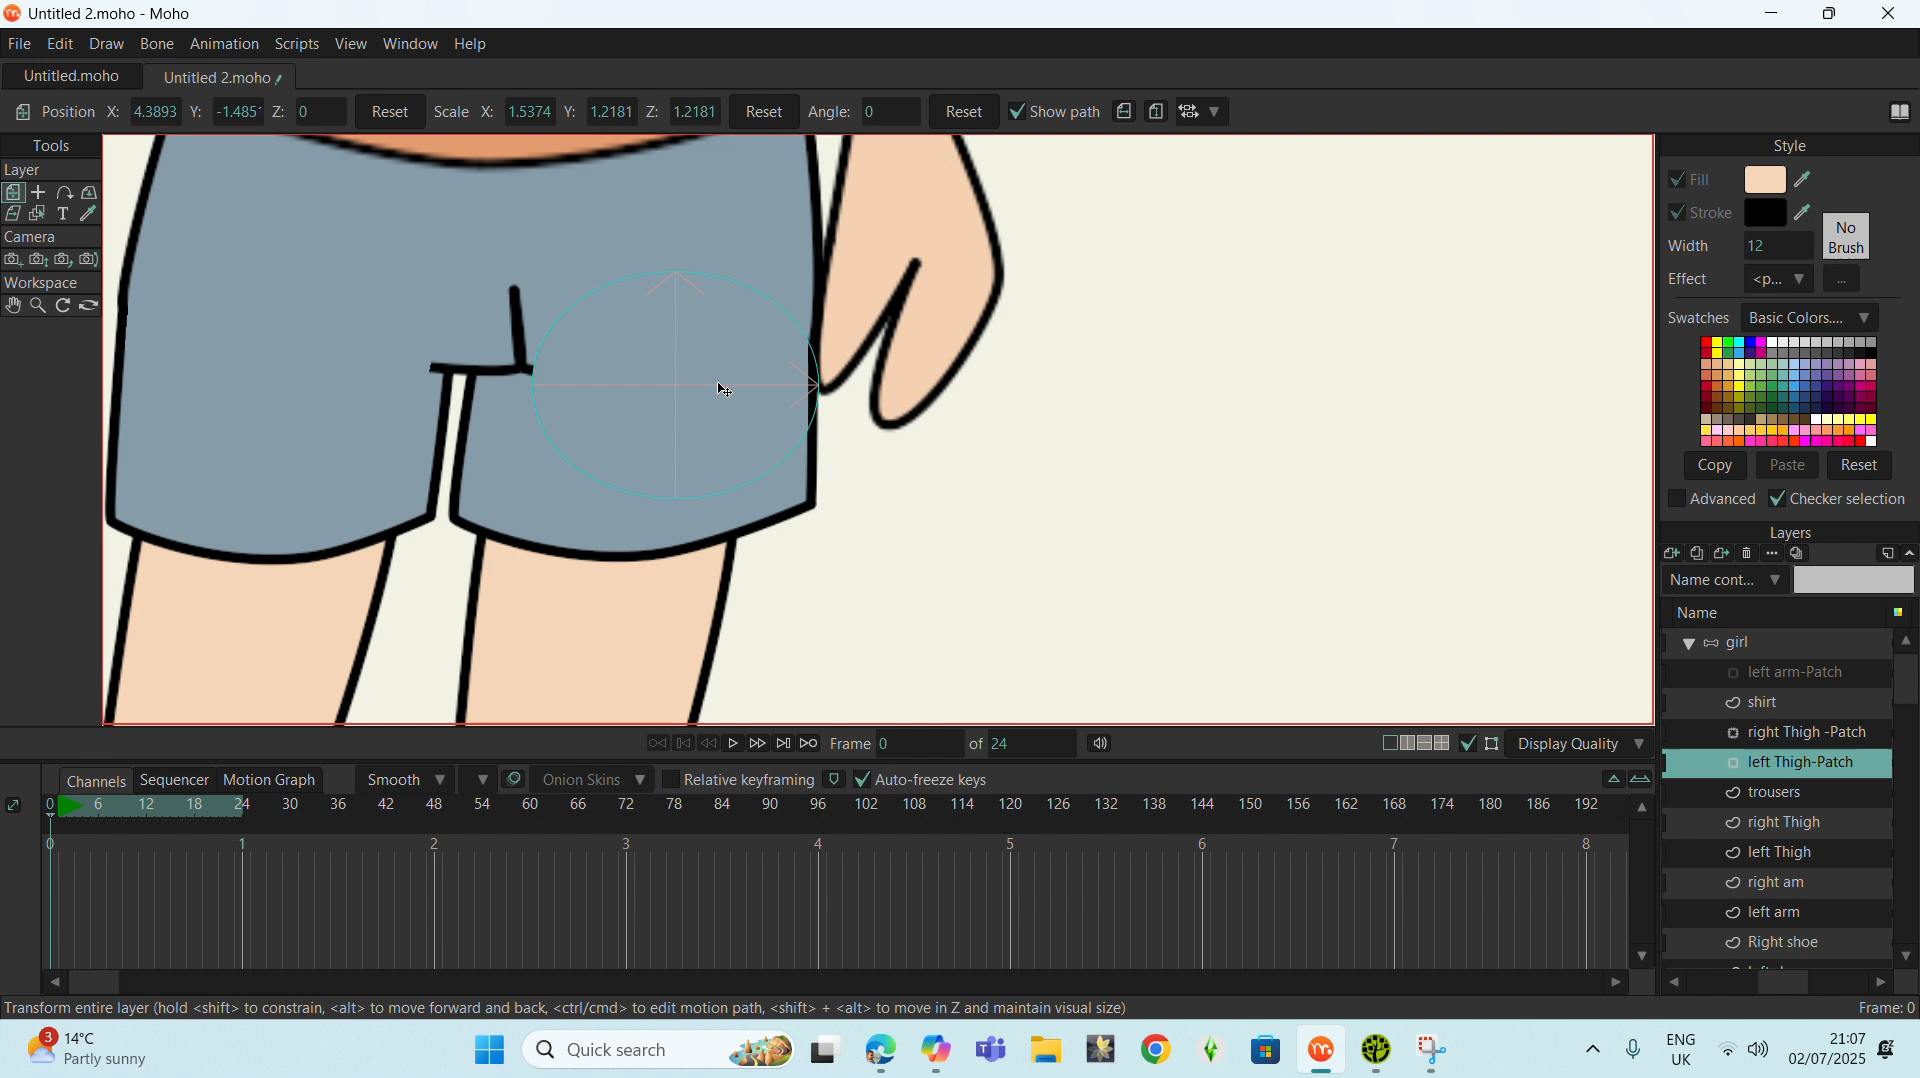 Untitled 2.moho - Moho
File Edit Draw Bone Animation Scripts View Window Help
Untitled.moho Untitled 2.moho
Position X: 4.3893 Y: -1.485 Z: 0 Reset Scale X: 1.5374 Y: 1.2181 Z: 1.2181 Reset Angle: 0 Reset Show path
Tools
Layer
Camera
Workspace
Style
Fill
Stroke
No
Brush
Width 12
Effect <p... ...
Swatches Basic Colors....
Copy Paste Reset
Advanced Checker selection
Layers
Name cont...
Name
girl
left arm-Patch
shirt
right Thigh -Patch
left Thigh-Patch
trousers
right Thigh
left Thigh
right am
left arm
Right shoe
Frame 0 of 24 Display Quality
Channels Sequencer Motion Graph Smooth Onion Skins Relative keyframing Auto-freeze keys
0 6 12 18 24 30 36 42 48 54 60 66 72 78 84 90 96 102 108 114 120 126 132 138 144 150 156 162 168 174 180 186 192
0 1 2 3 4 5 6 7 8
Transform entire layer (hold <shift> to constrain, <alt> to move forward and back, <ctrl/cmd> to edit motion path, <shift> + <alt> to move in Z and maintain visual size) Frame: 0
3 14°C
Partly sunny
Quick search
ENG
UK
21:07
02/07/2025